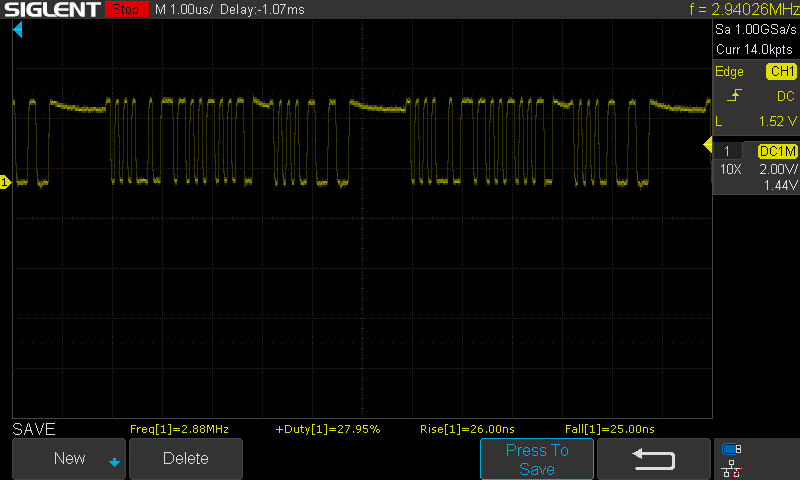 SIGLENT Stop M 1.00us/ Delay:-1.07ms f = 2.94026MHz
Sa 1.00GSa/s
Curr 14.0kpts
Edge CH1
DC
L 1.52 V
1 DC1M
10X 2.00V/
1.44V
1
SAVE Freq[1]=2.88MHz +Duty[1]=27.95% Rise[1]=26.00ns Fall[1]=25.00ns
New Delete Press To
Save